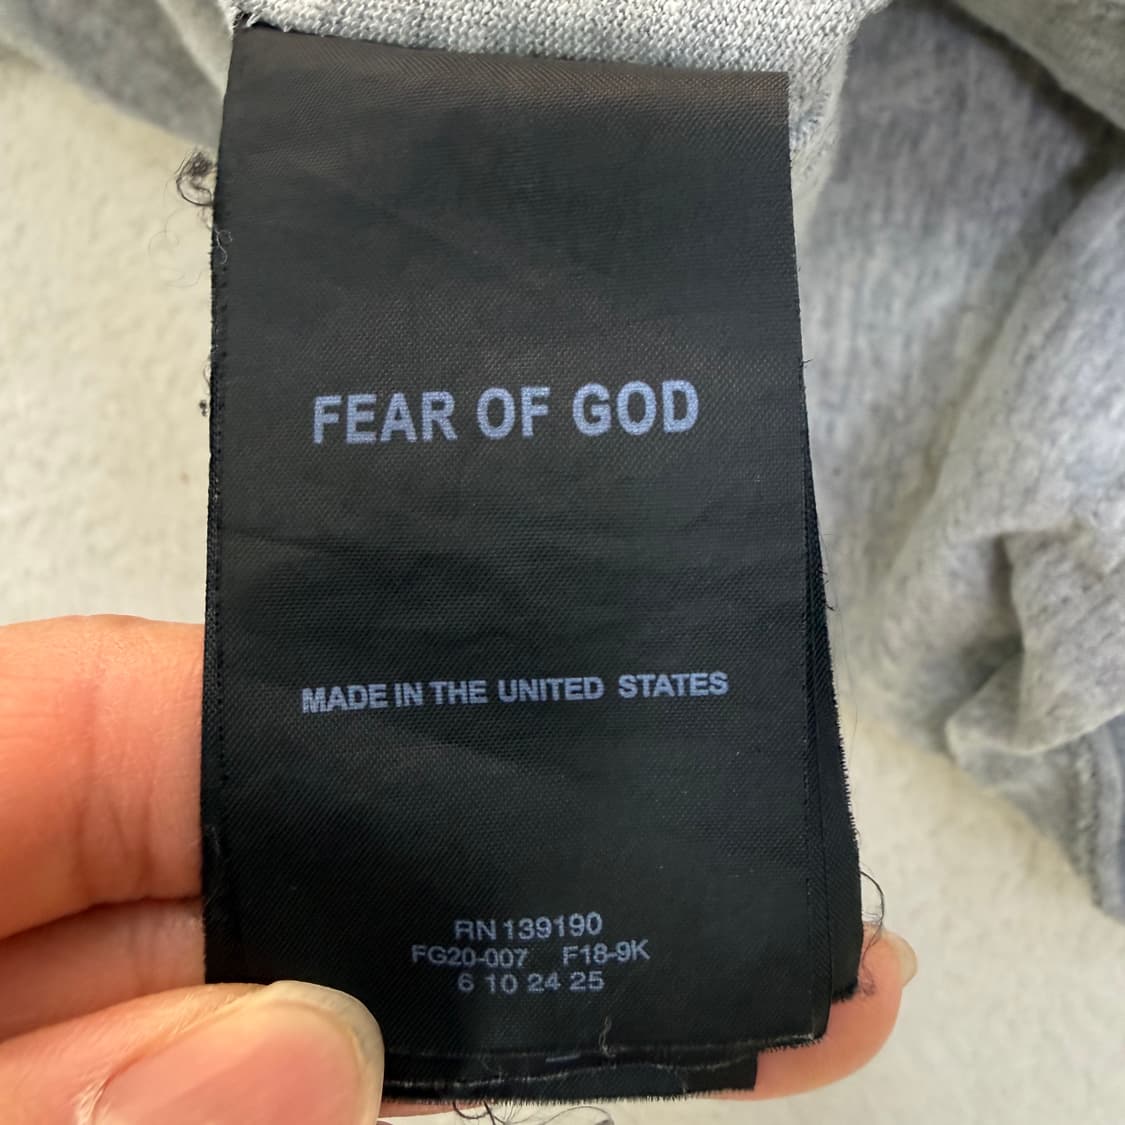 FEAR OF GOD
MADE IN THE UNITED STATES
RN 139190
FG20-007 F18-9K
6 10 24 25